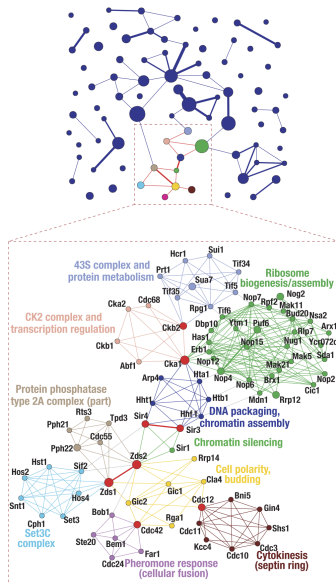 Sui1
Hcr1
43S complex and
protein metabolism
Tif34
Prt1
Sua7
Tif5
Ribosome
biogenesis/assembly
Tif35
Rpg1
Nog2
Nop7
Rpf2
Mak11
Cka2
Cdc68
Tif6
Bud20
Nsa2
CK2 complex and
transcription regulation
Dbp10
Ytm1
Puf6
Arx1
Ckb2
Has1
Rlp7
Nop15
Nug1
Yc072c
Ckb1
Erb1
Mak5
Sda1
Abf1
Cka1
Nop12
Mak21
Hta1
Brx1
Arp4
Nop4
Nop6
Cic1
Protein phosphatase
type 2A complex (part)
Mdn1
Rrp12
Nop2
Hht1
Htb1
Rts3
Tpd3
Sir4
Hhf1
DNA packaging,
chromatin assembly
Pph21
Sir3
Cdc55
Chromatin silencing
Pph22
Sir1
Zds2
Rrp14
Hst1
Sif2
Cell polarity,
budding
Hos2
Cla4
Zds1
Gic1
Snt1
Hos4
Gic2
Cdc12
Bni5
Gin4
Cph1
Set3
Bob1
Rga1
Cdc11
Shs1
Set3C
complex
Cdc42
Kcc4
Ste20
Bem1
Cdc3
Far1
Cdc10
Cdc24
Cytokinesis
(septin ring)
Pheromone response
(cellular fusion)